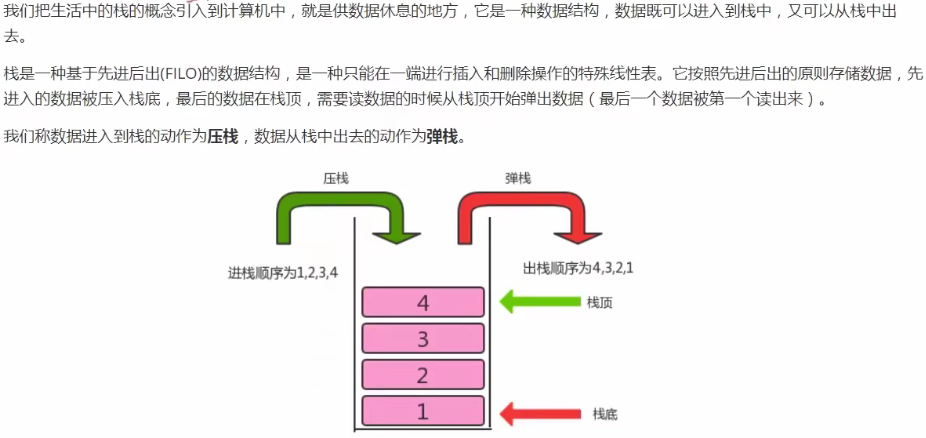 我们把生活中的栈的概念引入到计算机中，就是供数据休息的地方，它是一种数据结构，数据既可以进入到栈中，又可以从栈中出
去。
栈是一种基于先进后出(FILO)的数据结构，是一种只能在一端进行插入和删除操作的特殊线性表。它按照先进后出的原则存储数据，先
进入的数据被压入栈底，最后的数据在栈顶，需要读数据的时候从栈顶开始弹出数据（最后一个数据被第一个读出来）。
我们称数据进入到栈的动作为压栈，数据从栈中出去的动作为弹栈。
压栈
弹栈
进栈顺序为1,2,3,4
出栈顺序为4,3,2,1
4
栈顶
3
2
1
栈底